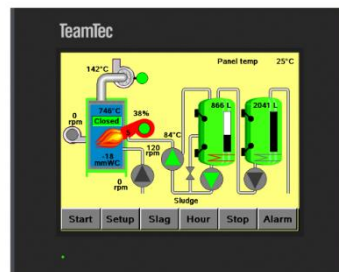 TeamTec
Panel temp 25°C
142°C
866 L 2041 L
746°C
Closed
38%
0
rpm
84°C
120
rpm
-18
mmWC
0
rpm
Sludge
Start Setup Slag Hour Stop Alarm